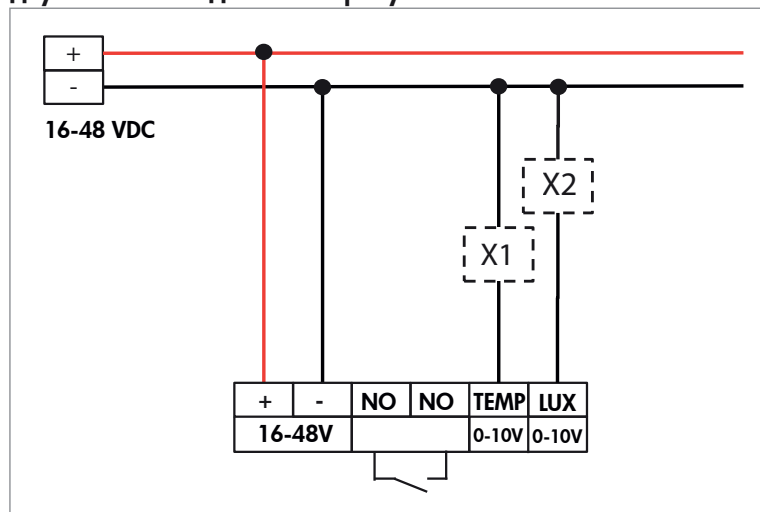 +
-
16-48 VDC
X2
X1
+ - NO NO TEMP LUX
16-48V 0-10V 0-10V